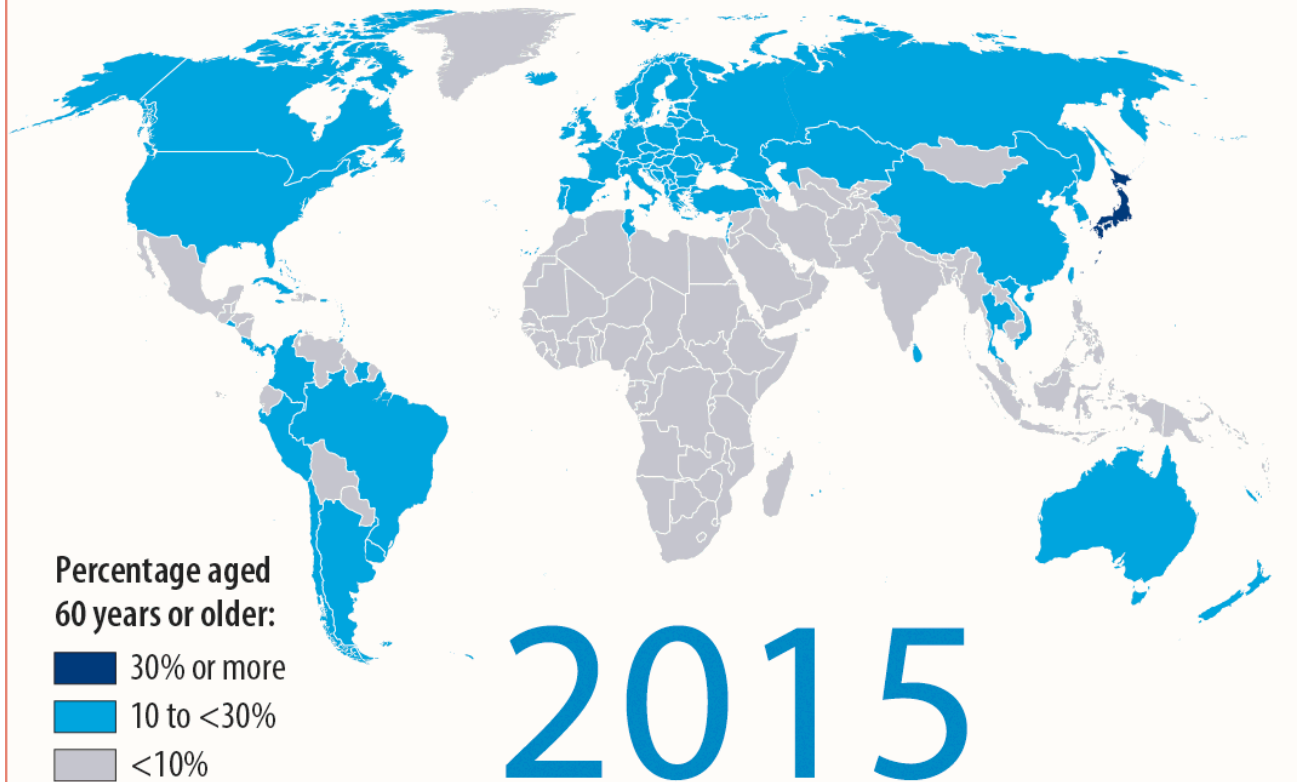 Percentage aged
60 years or older:
30% or more
10 to <30%
<10%
2015